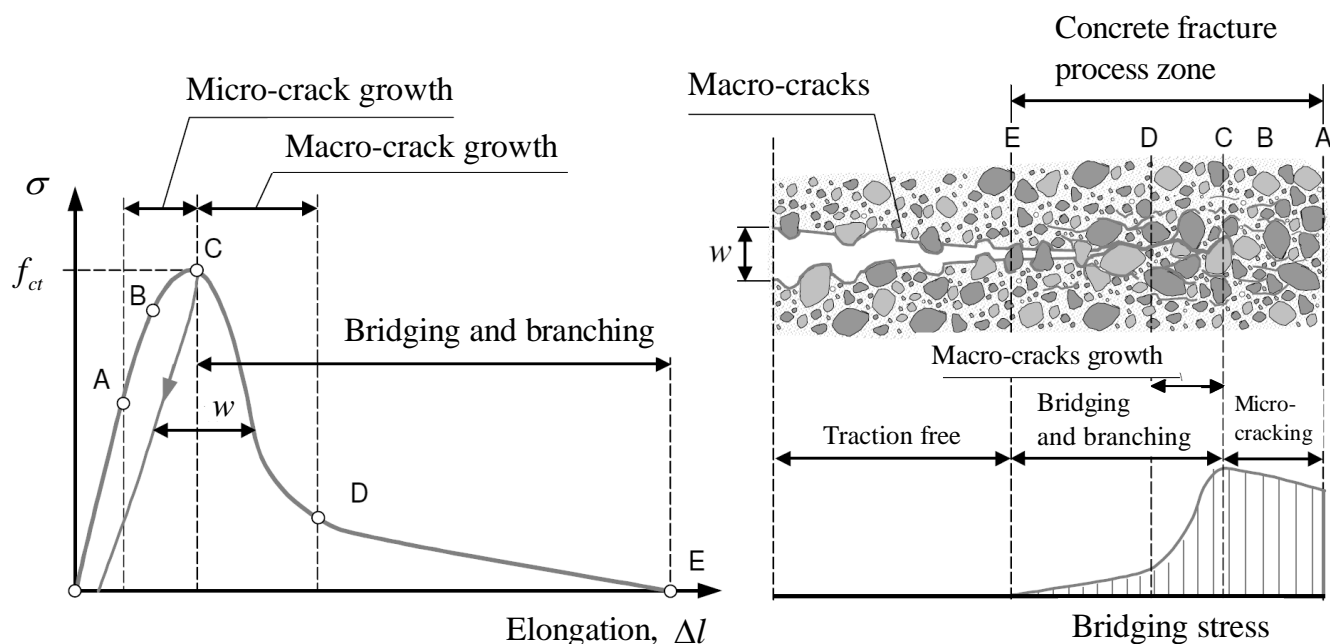 Micro-crack growth
Macro-crack growth
σ
f_ct
C
B
A
w
Bridging and branching
D
E
Elongation, Δl
Concrete fracture
process zone
Macro-cracks
E
D
C
B
A
w
Macro-cracks growth
Bridging
and branching
Micro-
cracking
Traction free
Bridging stress